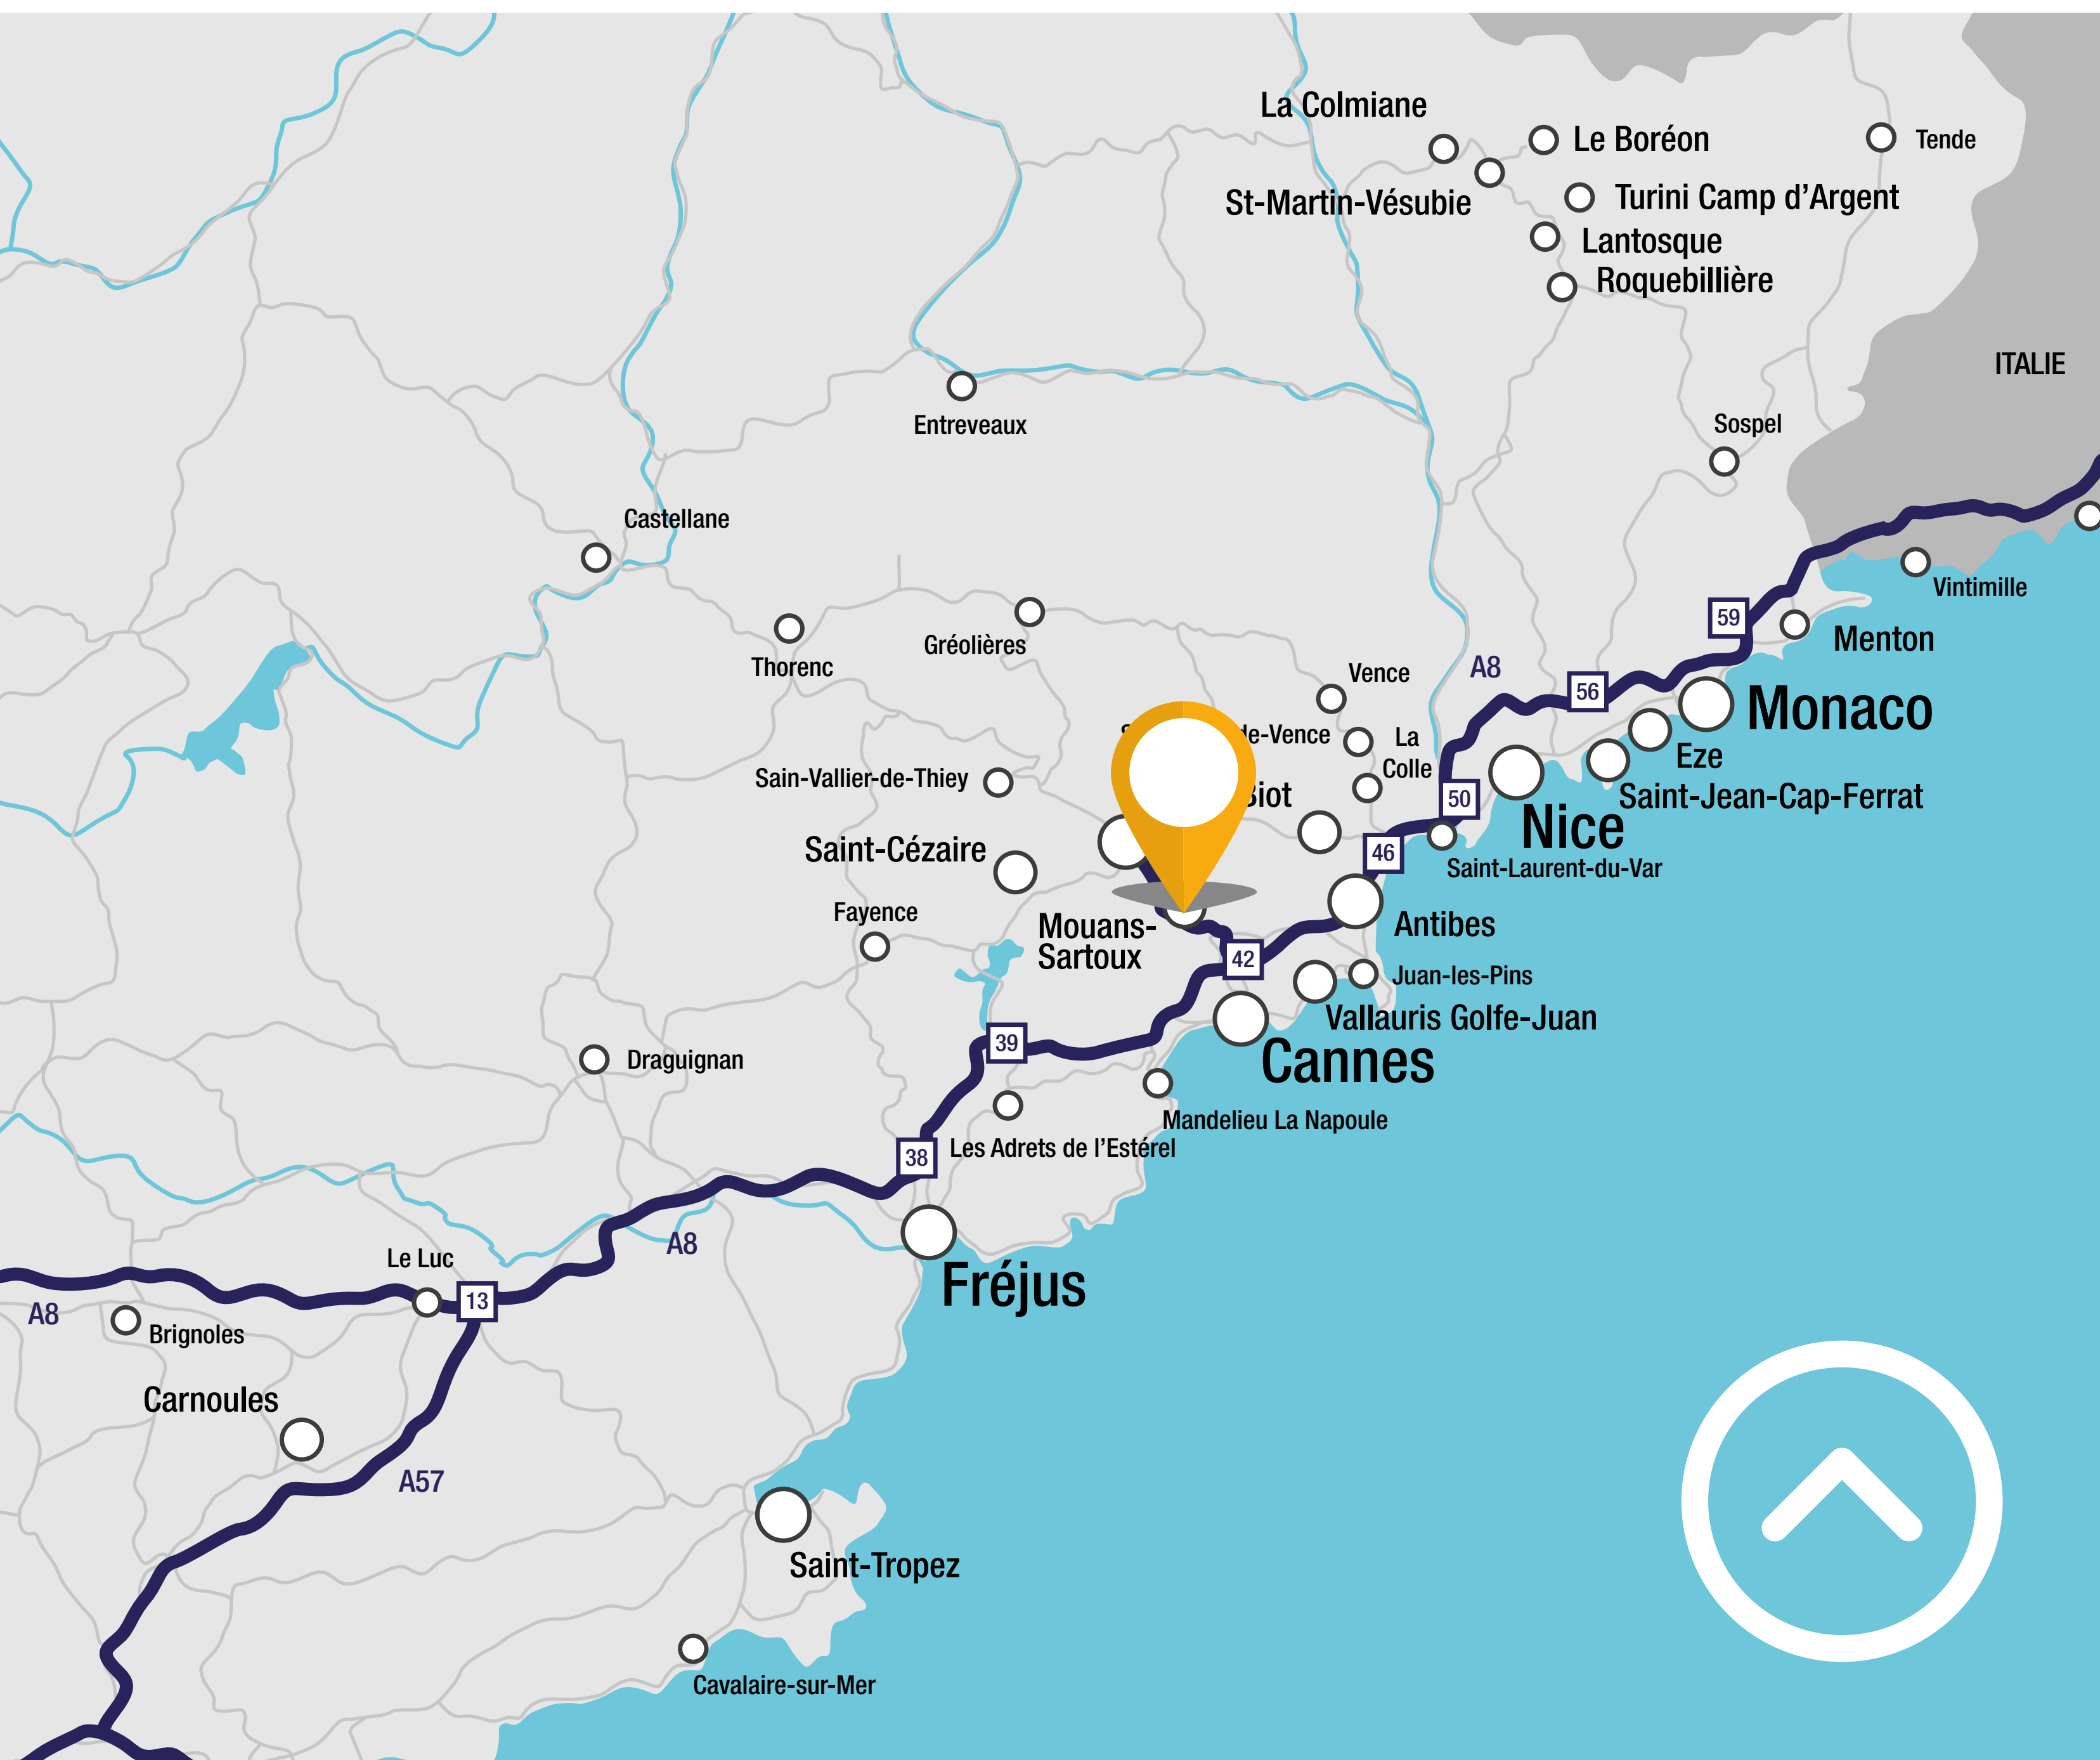 La Colmiane
Le Boréon
Tende
St-Martin-Vésubie
Turini Camp d'Argent
Lantosque
Roquebillière
ITALIE
Entreveaux
Sospel
Castellane
Vintimille
59
Menton
Gréolières
Thorenc
Vence
A8
56
Monaco
de-Vence
La
Colle
Eze
Sain-Vallier-de-Thiey
Biot
50
Saint-Jean-Cap-Ferrat
Nice
Saint-Cézaire
46
Saint-Laurent-du-Var
Fayence
Mouans-
Sartoux
Antibes
42
Juan-les-Pins
Vallauris Golfe-Juan
39
Cannes
Draguignan
Mandelieu La Napoule
Les Adrets de l'Estérel
38
A8
Le Luc
Fréjus
13
A8
Brignoles
Carnoules
A57
Saint-Tropez
Cavalaire-sur-Mer